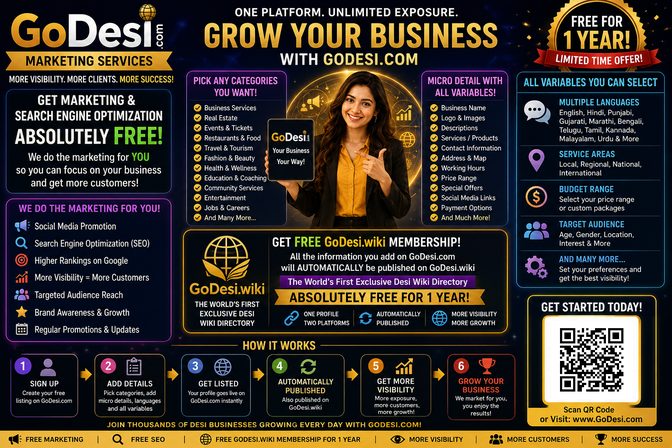 GoDesi.com
MARKETING SERVICES
MORE VISIBILITY. MORE CLIENTS. MORE SUCCESS!
GET MARKETING &
SEARCH ENGINE OPTIMIZATION
ABSOLUTELY FREE!
We do the marketing for YOU
so you can focus on your business
and get more customers!
WE DO THE MARKETING FOR YOU!
Social Media Promotion
Search Engine Optimization (SEO)
Higher Rankings on Google
More Visibility = More Customers
Targeted Audience Reach
Brand Awareness & Growth
Regular Promotions & Updates
ONE PLATFORM. UNLIMITED EXPOSURE.
GROW YOUR BUSINESS
WITH GODESI.COM
PICK ANY CATEGORIES
YOU WANT!
Business Services
Real Estate
Events & Tickets
Restaurants & Food
Travel & Tourism
Fashion & Beauty
Health & Wellness
Education & Coaching
Community Services
Entertainment
Jobs & Careers
And Many More...
GoDesi
Your Business
Your Way!
MICRO DETAIL WITH
ALL VARIABLES!
Business Name
Logo & Images
Descriptions
Services / Products
Contact Information
Address & Map
Working Hours
Price Range
Special Offers
Social Media Links
Payment Options
And Much More!
FREE FOR
1 YEAR!
LIMITED TIME OFFER!
ALL VARIABLES YOU CAN SELECT
MULTIPLE LANGUAGES
English, Hindi, Punjabi,
Gujarati, Marathi, Bengali,
Telugu, Tamil, Kannada,
Malayalam, Urdu & More
SERVICE AREAS
Local, Regional, National,
International
BUDGET RANGE
Select your price range
or custom packages
TARGET AUDIENCE
Age, Gender, Location,
Interest & More
AND MANY MORE...
Set your preferences and
get the best visibility!
GoDesi.wiki
THE WORLD'S FIRST
EXCLUSIVE DESI
WIKI DIRECTORY
GET FREE GoDesi.wiki MEMBERSHIP!
All the information you add on GoDesi.com
will AUTOMATICALLY be published on GoDesi.wiki
The World's First Exclusive Desi Wiki Directory
ABSOLUTELY FREE FOR 1 YEAR!
ONE PROFILE
TWO PLATFORMS
AUTOMATICALLY
PUBLISHED
MORE VISIBILITY
MORE GROWTH
GET STARTED TODAY!
Scan QR Code
or Visit: www.GoDesi.com
HOW IT WORKS
1
SIGN UP
Create your free
listing on GoDesi.com
2
ADD DETAILS
Pick categories, add
micro details, languages
and all variables
3
GET LISTED
Your profile goes live
on GoDesi.com instantly
4
AUTOMATICALLY
PUBLISHED
Also published on
GoDesi.wiki
5
GET MORE
VISIBILITY
More exposure,
more customers,
more growth!
6
GROW YOUR
BUSINESS
We market for you,
you enjoy the
results!
JOIN THOUSANDS OF DESI BUSINESSES GROWING EVERY DAY WITH GODESI.COM!
FREE MARKETING
FREE SEO
FREE GODESI.WIKI MEMBERSHIP FOR 1 YEAR
MORE VISIBILITY
MORE CUSTOMERS
MORE SUCCESS